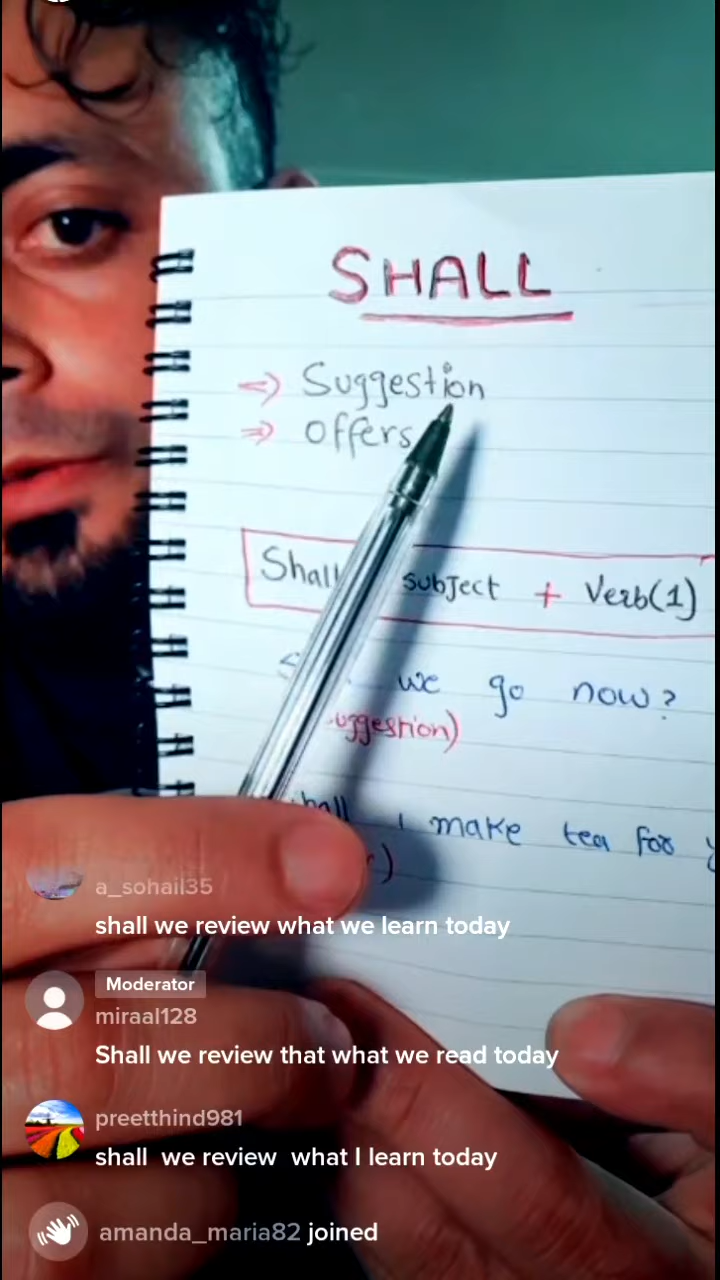 SHALL
⇒ Suggestion
⇒ Offers
Shall subject + Verb(1)
we go now?
make tea for
a_sohail35
shall we review what we learn today
Moderator
miraal128
Shall we review that what we read today
preetthind981
shall we review what I learn today
amanda_maria82 joined